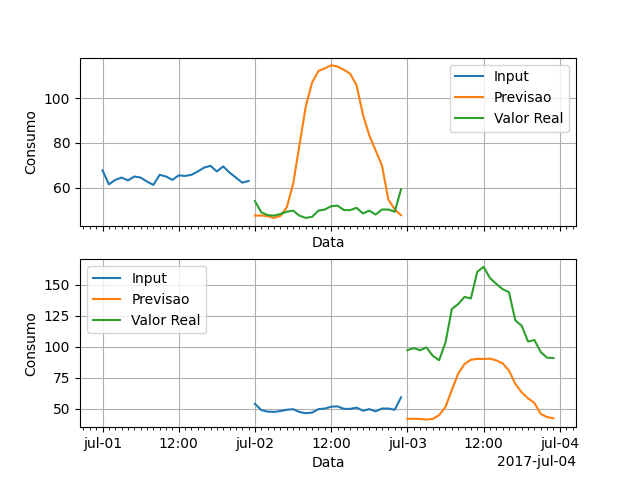 Input
Previsao
Valor Real
100
80
60
Consumo
Data
Input
Previsao
Valor Real
150
125
100
75
50
Consumo
jul-01 12:00 jul-02 12:00 jul-03 12:00 jul-04
Data
2017-jul-04